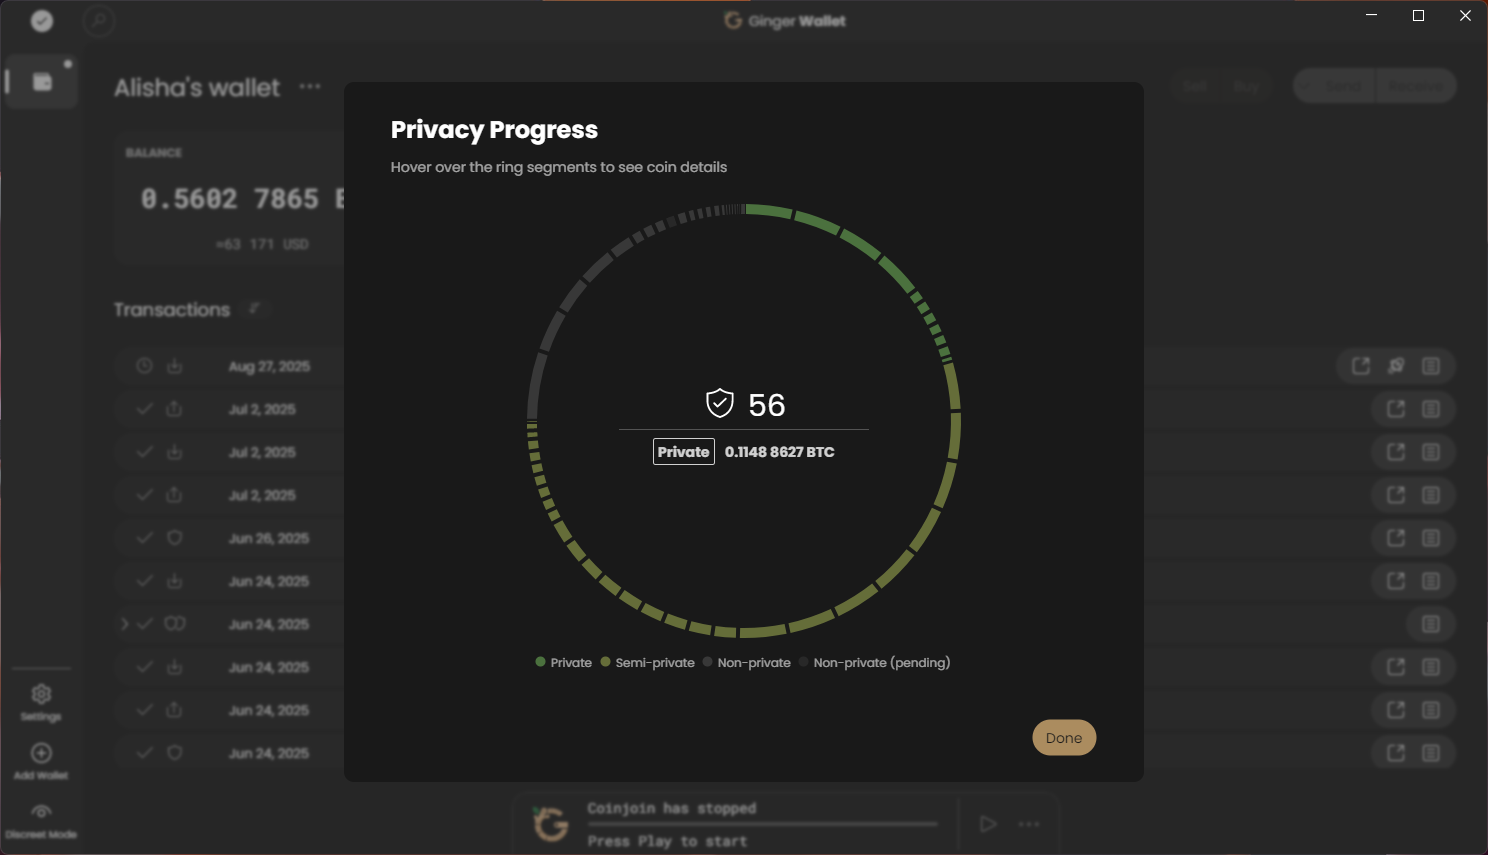 Ginger Wallet
Alisha's wallet
Sell Buy
Send Receive
BALANCE
0.5602 7865
≈63 171 USD
Transactions
Aug 27, 2025
Jul 2, 2025
Jul 2, 2025
Jul 2, 2025
Jun 26, 2025
Jun 24, 2025
Jun 24, 2025
Jun 24, 2025
Jun 24, 2025
Jun 24, 2025
Settings
Add Wallet
Discreet Mode
Privacy Progress
Hover over the ring segments to see coin details
56
Private 0.1148 8627 BTC
Private Semi-private Non-private Non-private (pending)
Done
Coinjoin has stopped
Press Play to start